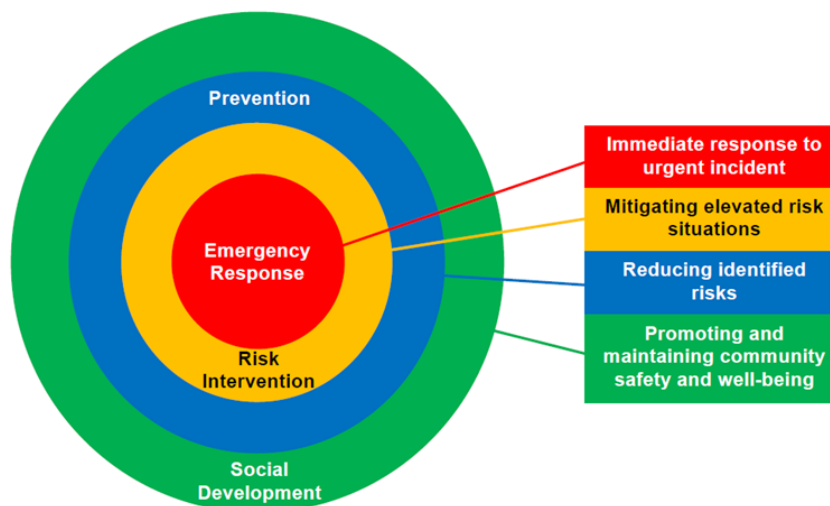 Prevention
Emergency
Response
Risk
Intervention
Social
Development
Immediate response to
urgent incident
Mitigating elevated risk
situations
Reducing identified
risks
Promoting and
maintaining community
safety and well-being